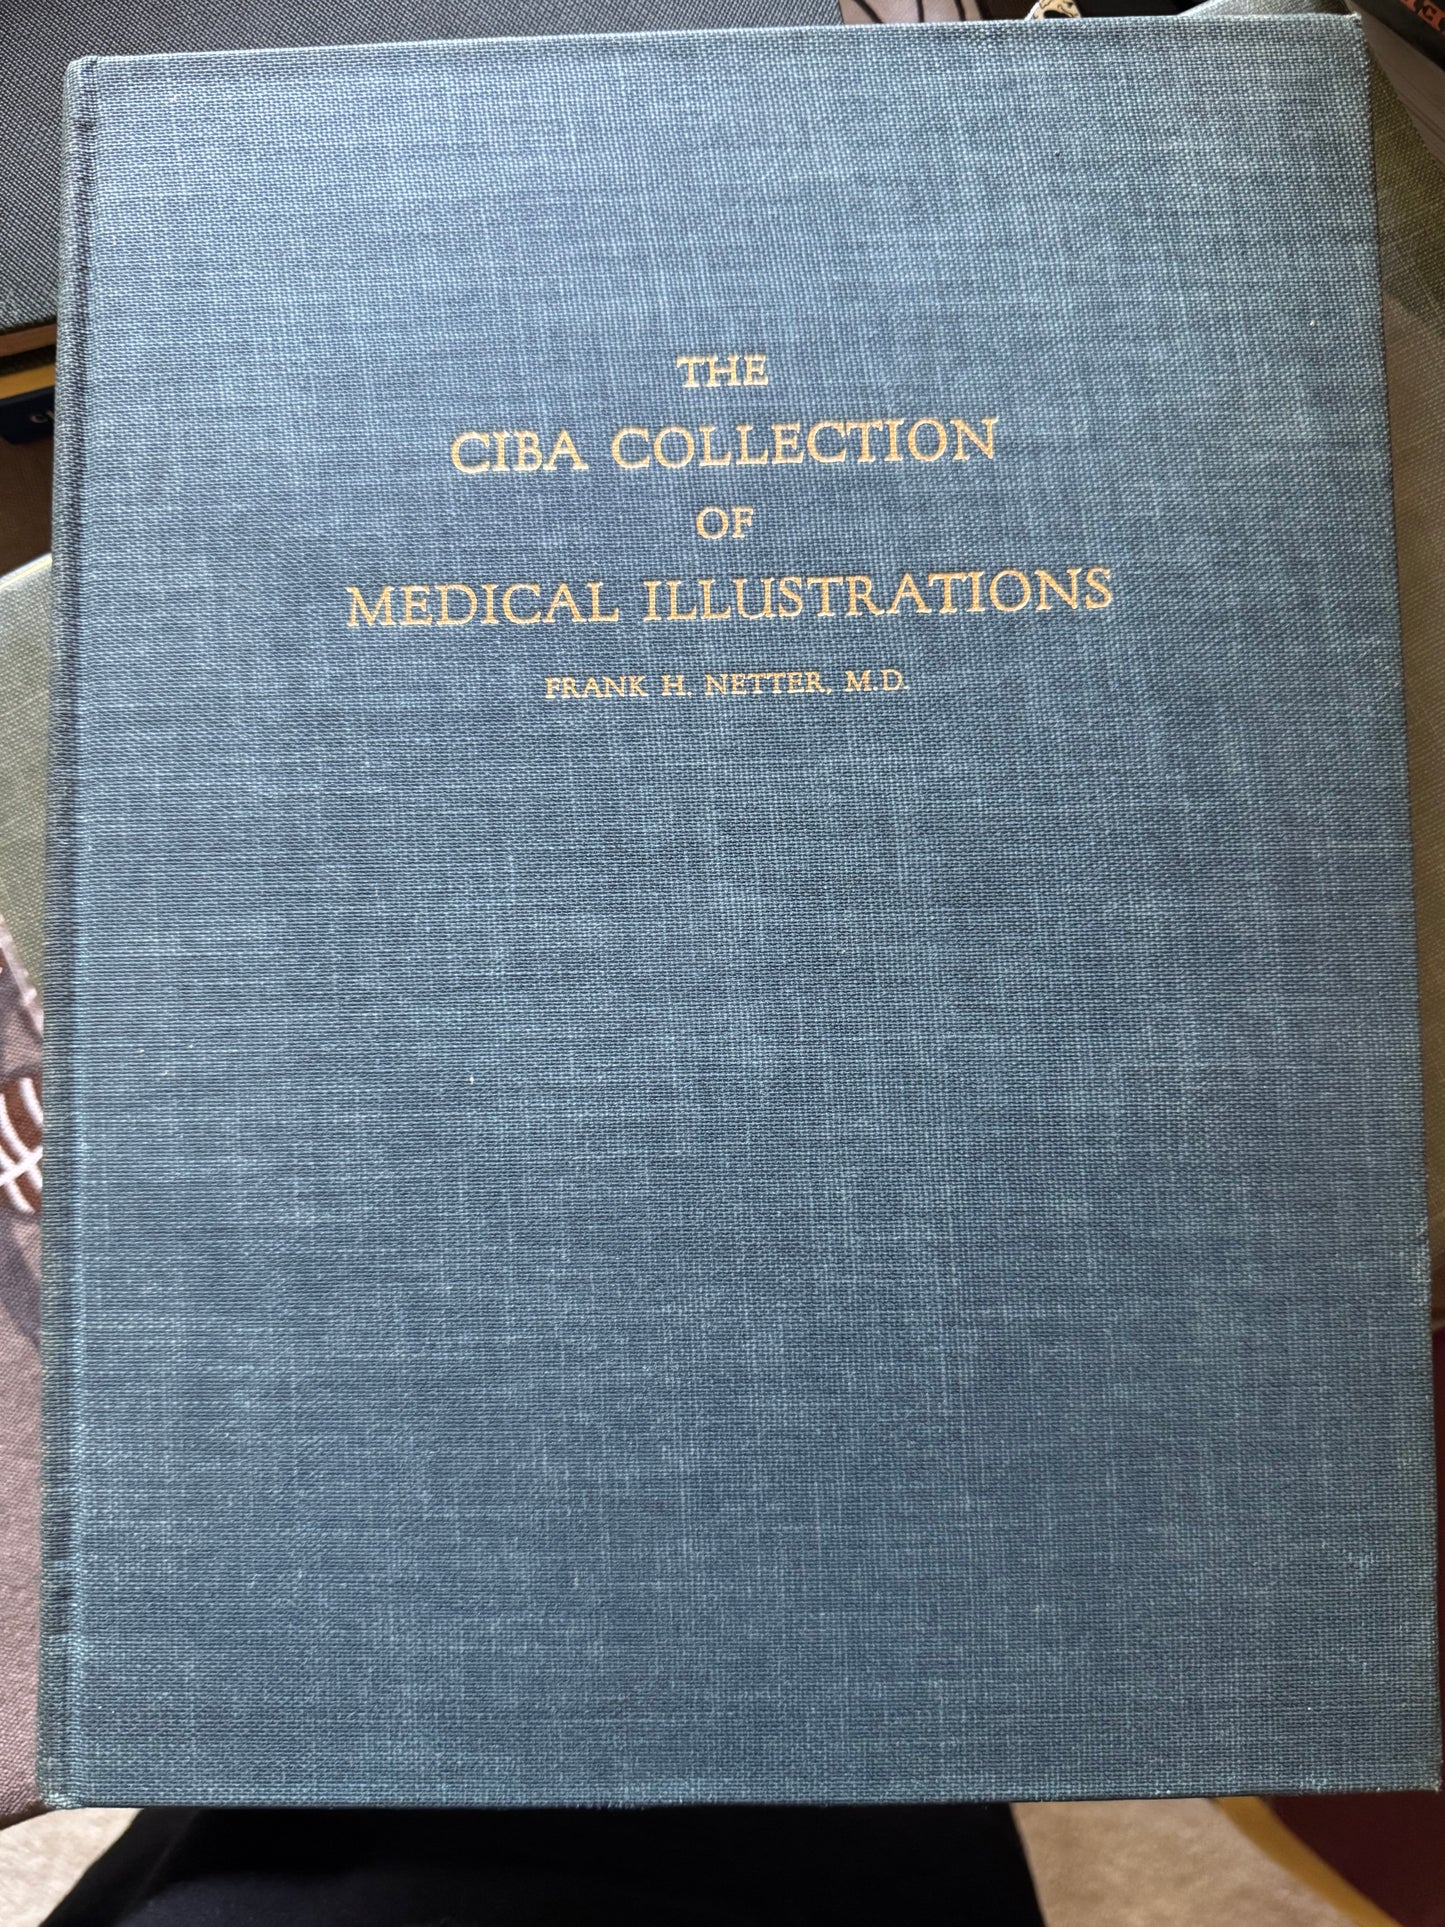 THE
CIBA COLLECTION
OF
MEDICAL ILLUSTRATIONS
FRANK H. NETTER, M.D.